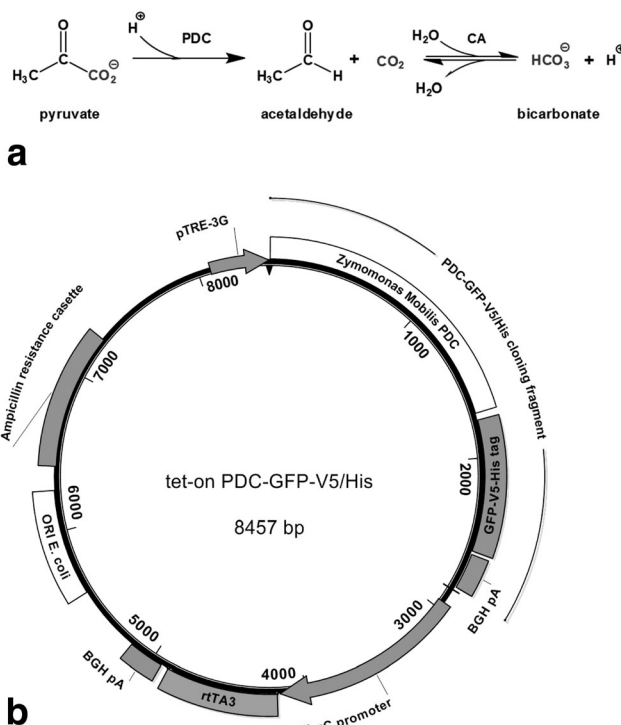 H⊕ PDC H₂O CA
H₃C O CO₂⊖ H₃C O H + CO₂ H₂O HCO₃⊖ + H⊕
pyruvate acetaldehyde bicarbonate
a
pTRE-3G
8000
Zymomonas Mobilis PDC
PDC-GFP-V5/His cloning fragment
1000
Ampicillin resistance casette
7000
2000
GFP-V5-His tag
tet-on PDC-GFP-V5/His
8457 bp
6000
ORI E. coli
BGH pA
3000
5000
4000
BGH pA
rtTA3
promoter
b